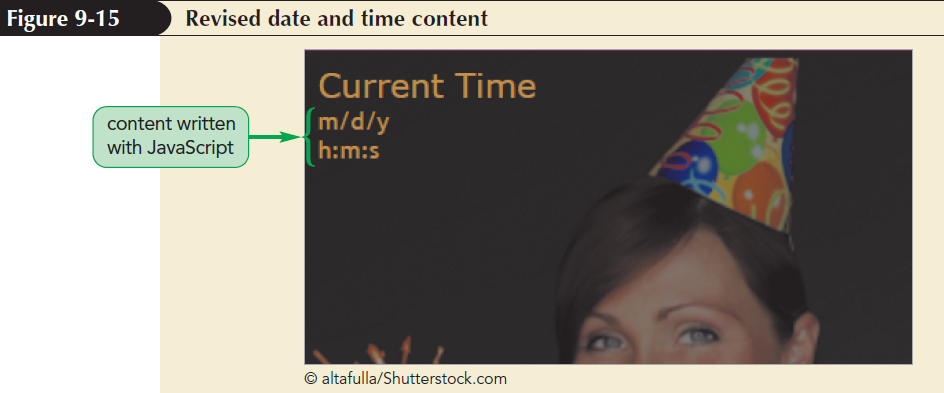 Figure 9-15 Revised date and time content
Current Time
content written
with JavaScript
m/d/y
h:m:s
© altafulla/Shutterstock.com